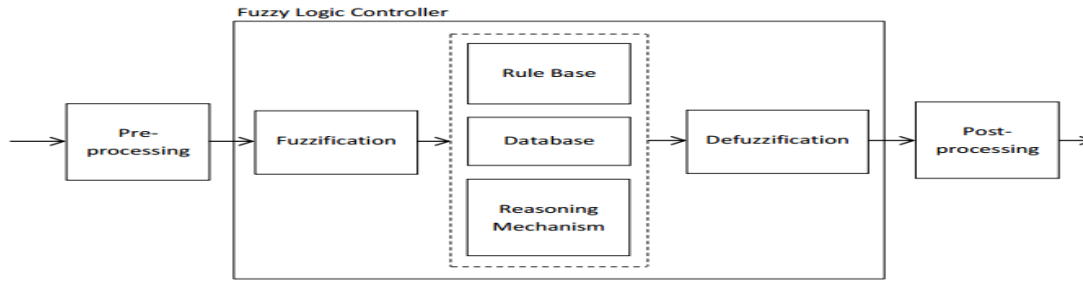 Fuzzy Logic Controller
Pre-
processing
Fuzzification
Rule Base
Database
Reasoning
Mechanism
Defuzzification
Post-
processing